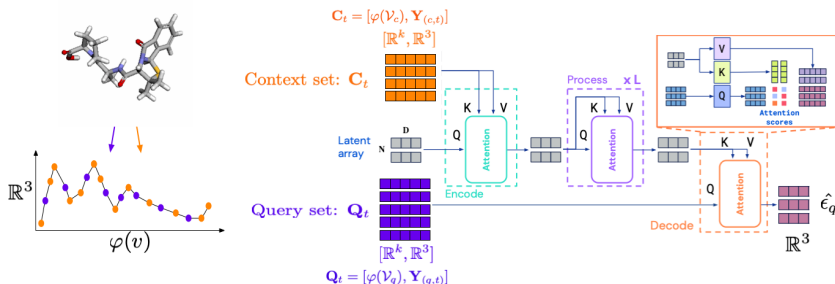 C_t = [φ(V_c), Y_(c,t)]
[ℝ^k, ℝ^3]
Context set: C_t
K V
Q
Attention
Encode
Latent array
D
N
Process x L
K V
Q
Attention
V
K
Q
Attention scores
K V
Q
Attention
Decode
ε̂_q
ℝ^3
Query set: Q_t
[ℝ^k, ℝ^3]
Q_t = [φ(V_q), Y_(q,t)]
ℝ^3
φ(v)